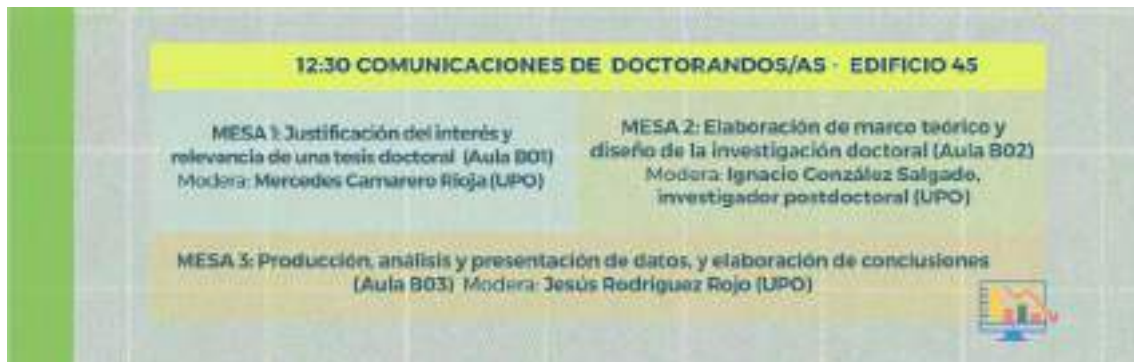 12:30 COMUNICACIONES DE DOCTORANDOS/AS - EDIFICIO 45
MESA 1: Justificación del interés y
relevancia de una tesis doctoral (Aula B01)
Modera: Mercedes Camarero Rioja (UPO)
MESA 2: Elaboración de marco teórico y
diseño de la investigación doctoral (Aula B02)
Modera: Ignacio González Salgado,
investigador postdoctoral (UPO)
MESA 3: Producción, análisis y presentación de datos, y elaboración de conclusiones
(Aula B03) Modera: Jesús Rodríguez Rojo (UPO)